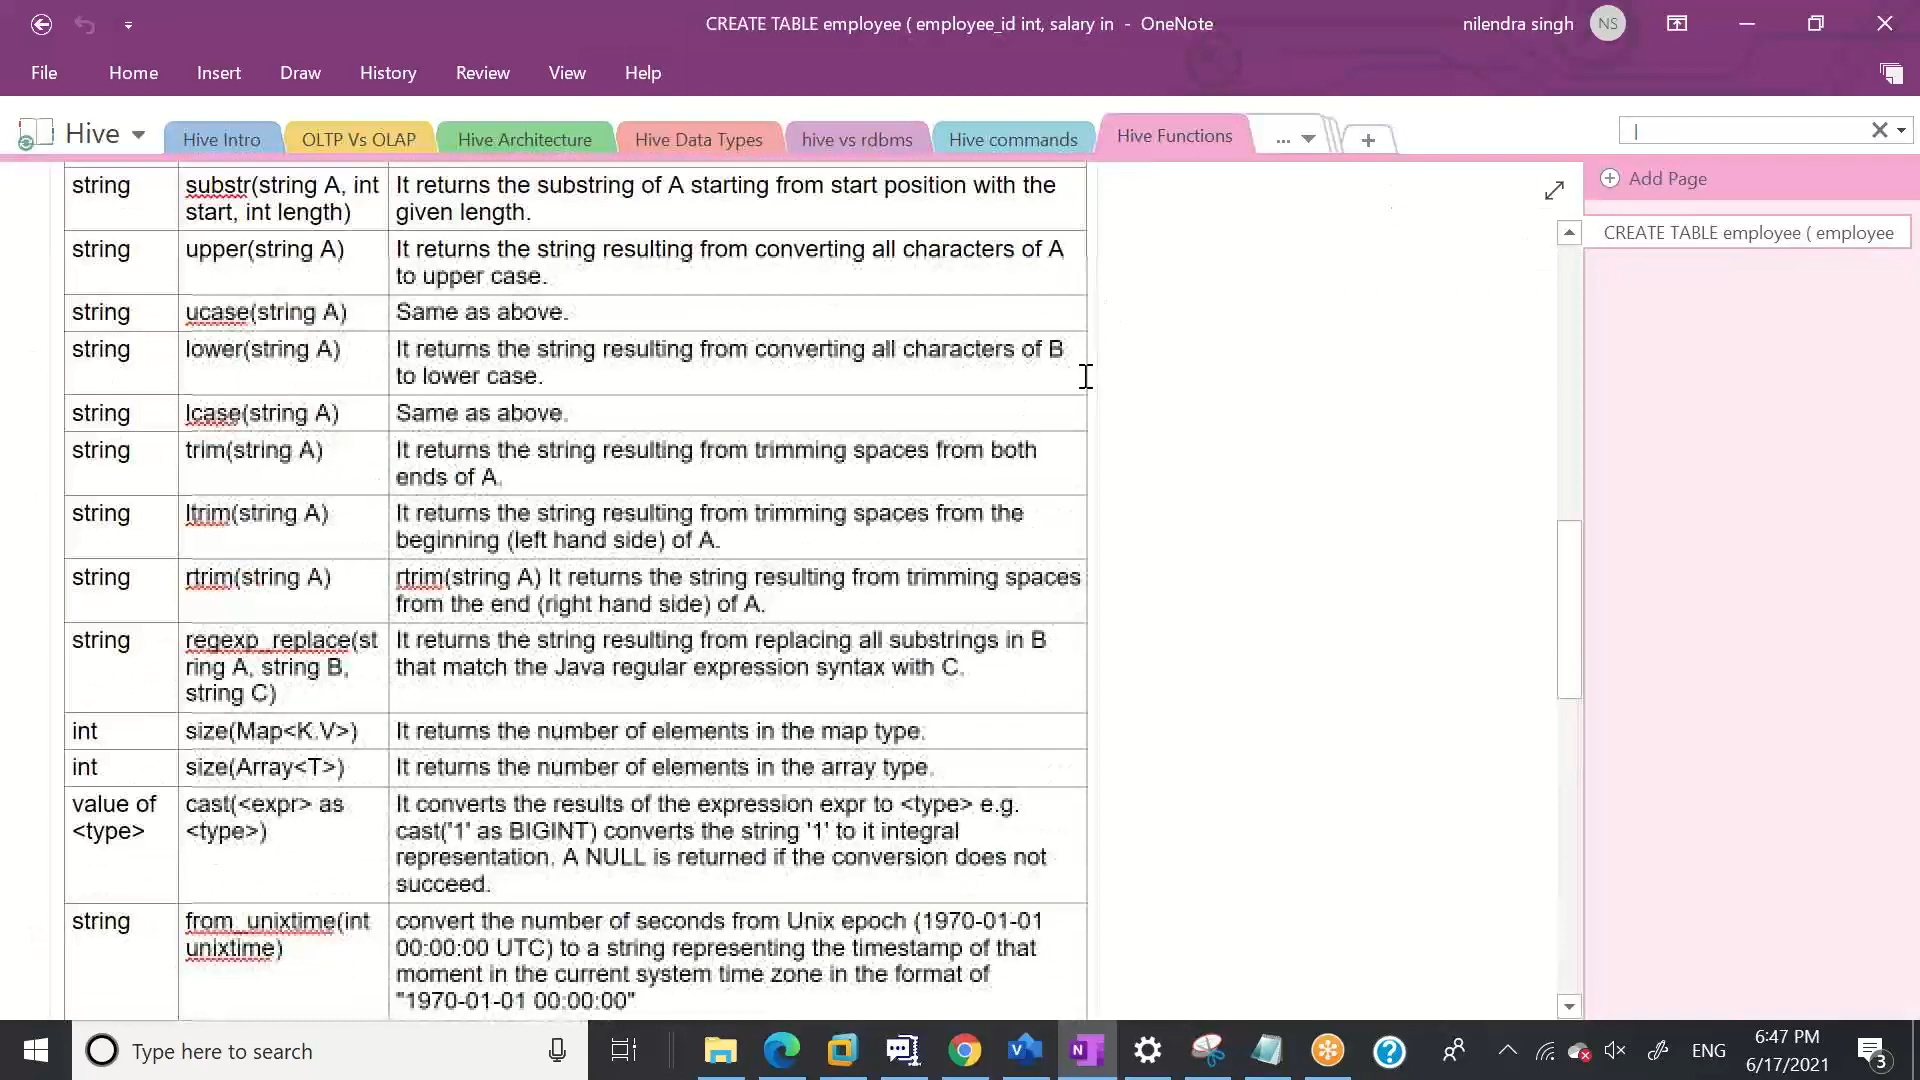 CREATE TABLE employee ( employee_id int, salary in - OneNote
nilendra singh
NS
File
Home
Insert
Draw
History
Review
View
Help
Hive
Hive Intro
OLTP Vs OLAP
Hive Architecture
Hive Data Types
hive vs rdbms
Hive commands
Hive Functions
...
Add Page
CREATE TABLE employee ( employee
string
substr(string A, int
start, int length)
It returns the substring of A starting from start position with the
given length.
string
upper(string A)
It returns the string resulting from converting all characters of A
to upper case.
string
ucase(string A)
Same as above.
string
lower(string A)
It returns the string resulting from converting all characters of B
to lower case.
string
lcase(string A)
Same as above.
string
trim(string A)
It returns the string resulting from trimming spaces from both
ends of A.
string
ltrim(string A)
It returns the string resulting from trimming spaces from the
beginning (left hand side) of A.
string
rtrim(string A)
rtrim(string A) It returns the string resulting from trimming spaces
from the end (right hand side) of A.
string
regexp_replace(st
ring A, string B,
string C)
It returns the string resulting from replacing all substrings in B
that match the Java regular expression syntax with C.
int
size(Map<K.V>)
It returns the number of elements in the map type.
int
size(Array<T>)
It returns the number of elements in the array type.
value of
<type>
cast(<expr> as
<type>)
It converts the results of the expression expr to <type> e.g.
cast('1' as BIGINT) converts the string '1' to it integral
representation. A NULL is returned if the conversion does not
succeed.
string
from_unixtime(int
unixtime)
convert the number of seconds from Unix epoch (1970-01-01
00:00:00 UTC) to a string representing the timestamp of that
moment in the current system time zone in the format of
"1970-01-01 00:00:00"
Type here to search
ENG
6:47 PM
6/17/2021
3